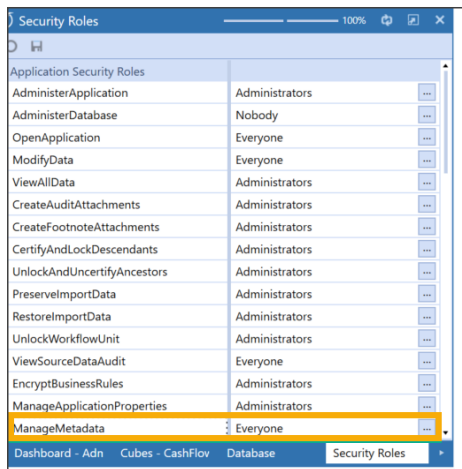 Security Roles 100%
Application Security Roles
AdministerApplication Administrators ...
AdministerDatabase Nobody ...
OpenApplication Everyone ...
ModifyData Everyone ...
ViewAllData Administrators ...
CreateAuditAttachments Administrators ...
CreateFootnoteAttachments Administrators ...
CertifyAndLockDescendants Administrators ...
UnlockAndUncertifyAncestors Administrators ...
PreserveImportData Administrators ...
RestoreImportData Administrators ...
UnlockWorkflowUnit Administrators ...
ViewSourceDataAudit Everyone ...
EncryptBusinessRules Administrators ...
ManageApplicationProperties Administrators ...
ManageMetadata Everyone ...
Dashboard - Adn Cubes - CashFlov Database Security Roles